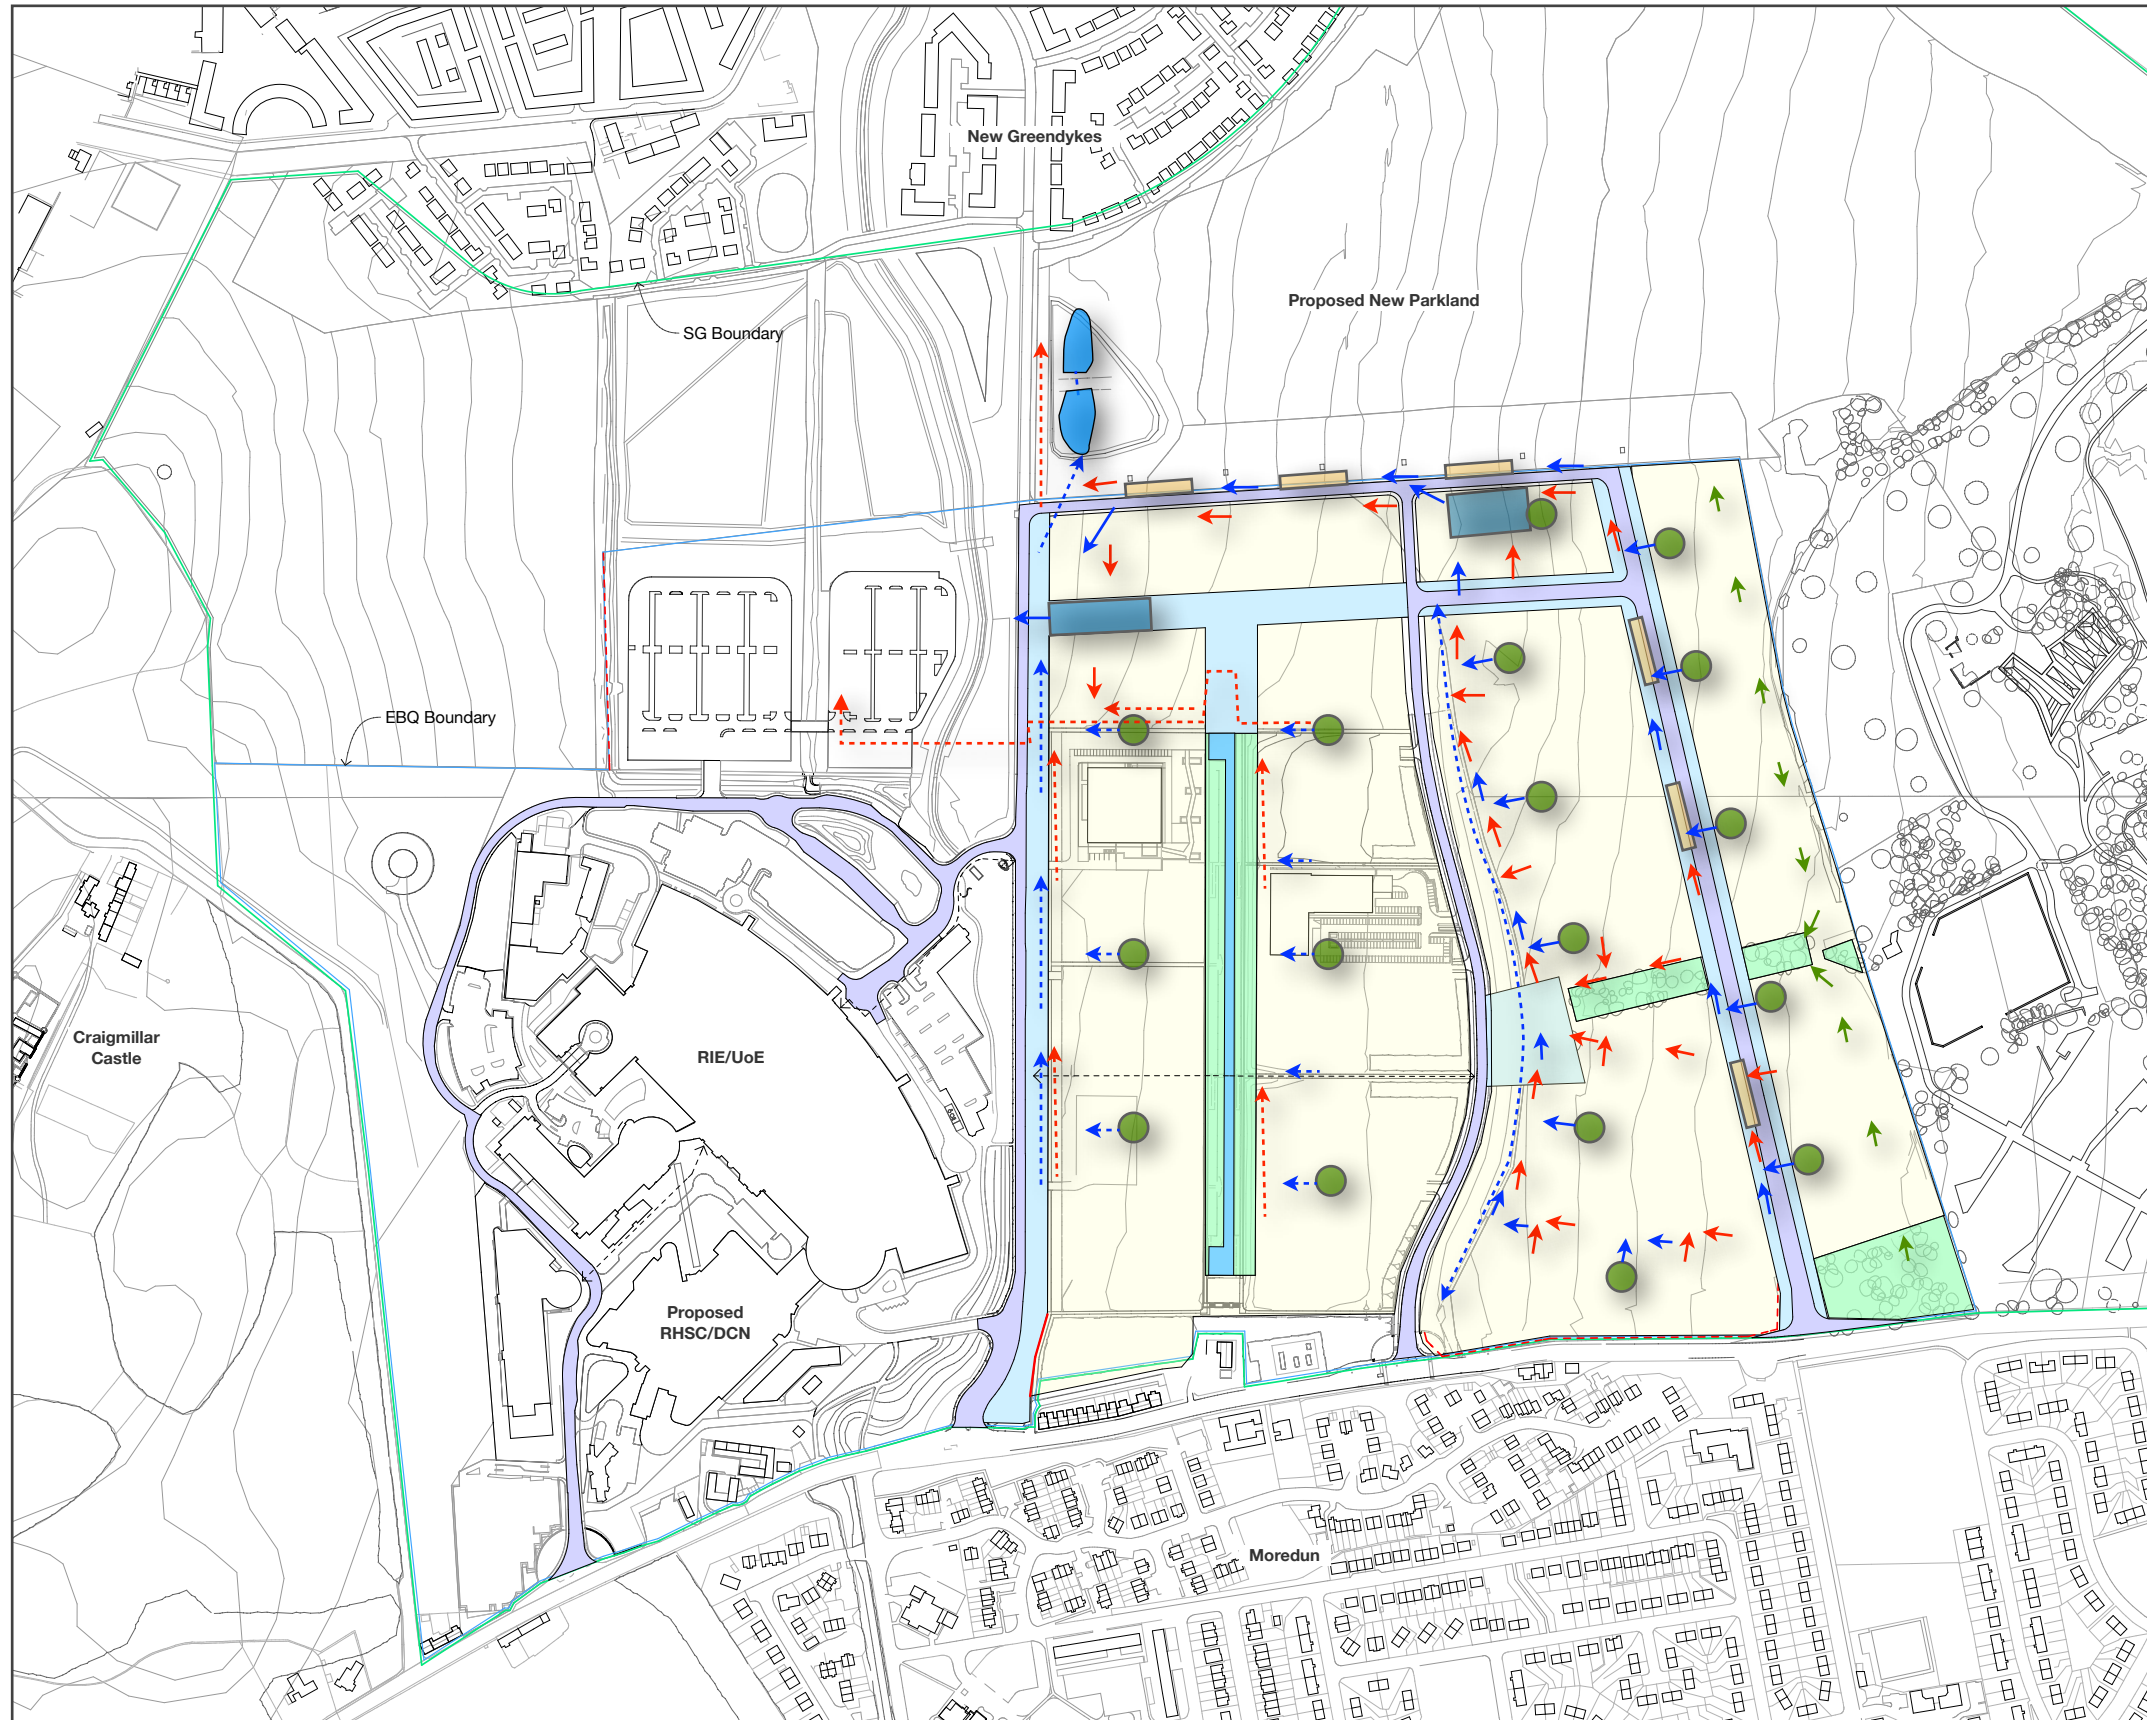 New Greendykes
Proposed New Parkland
SG Boundary
EBQ Boundary
Craigmillar
Castle
RIE/UoE
Proposed
RHSC/DCN
Moredun